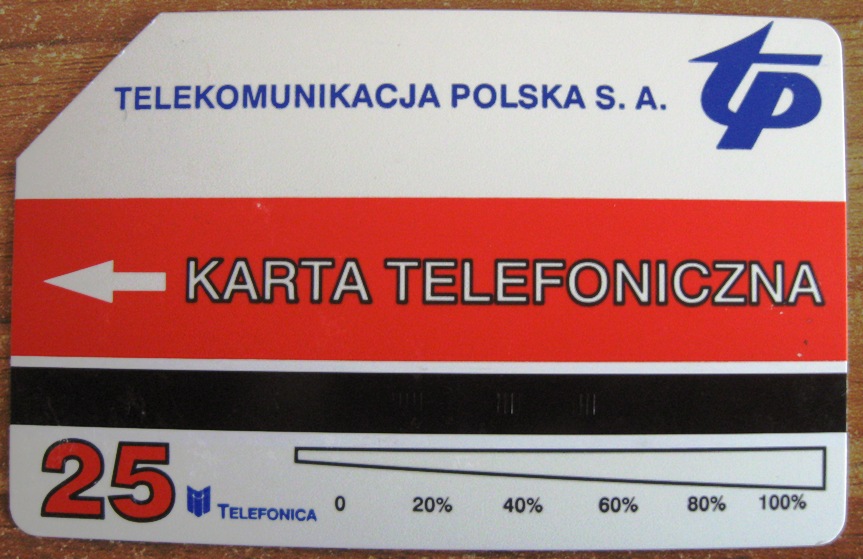 TELEKOMUNIKACJA POLSKA S. A.
tp
KARTA TELEFONICZNA
25 TELEFONICA 0 20% 40% 60% 80% 100%